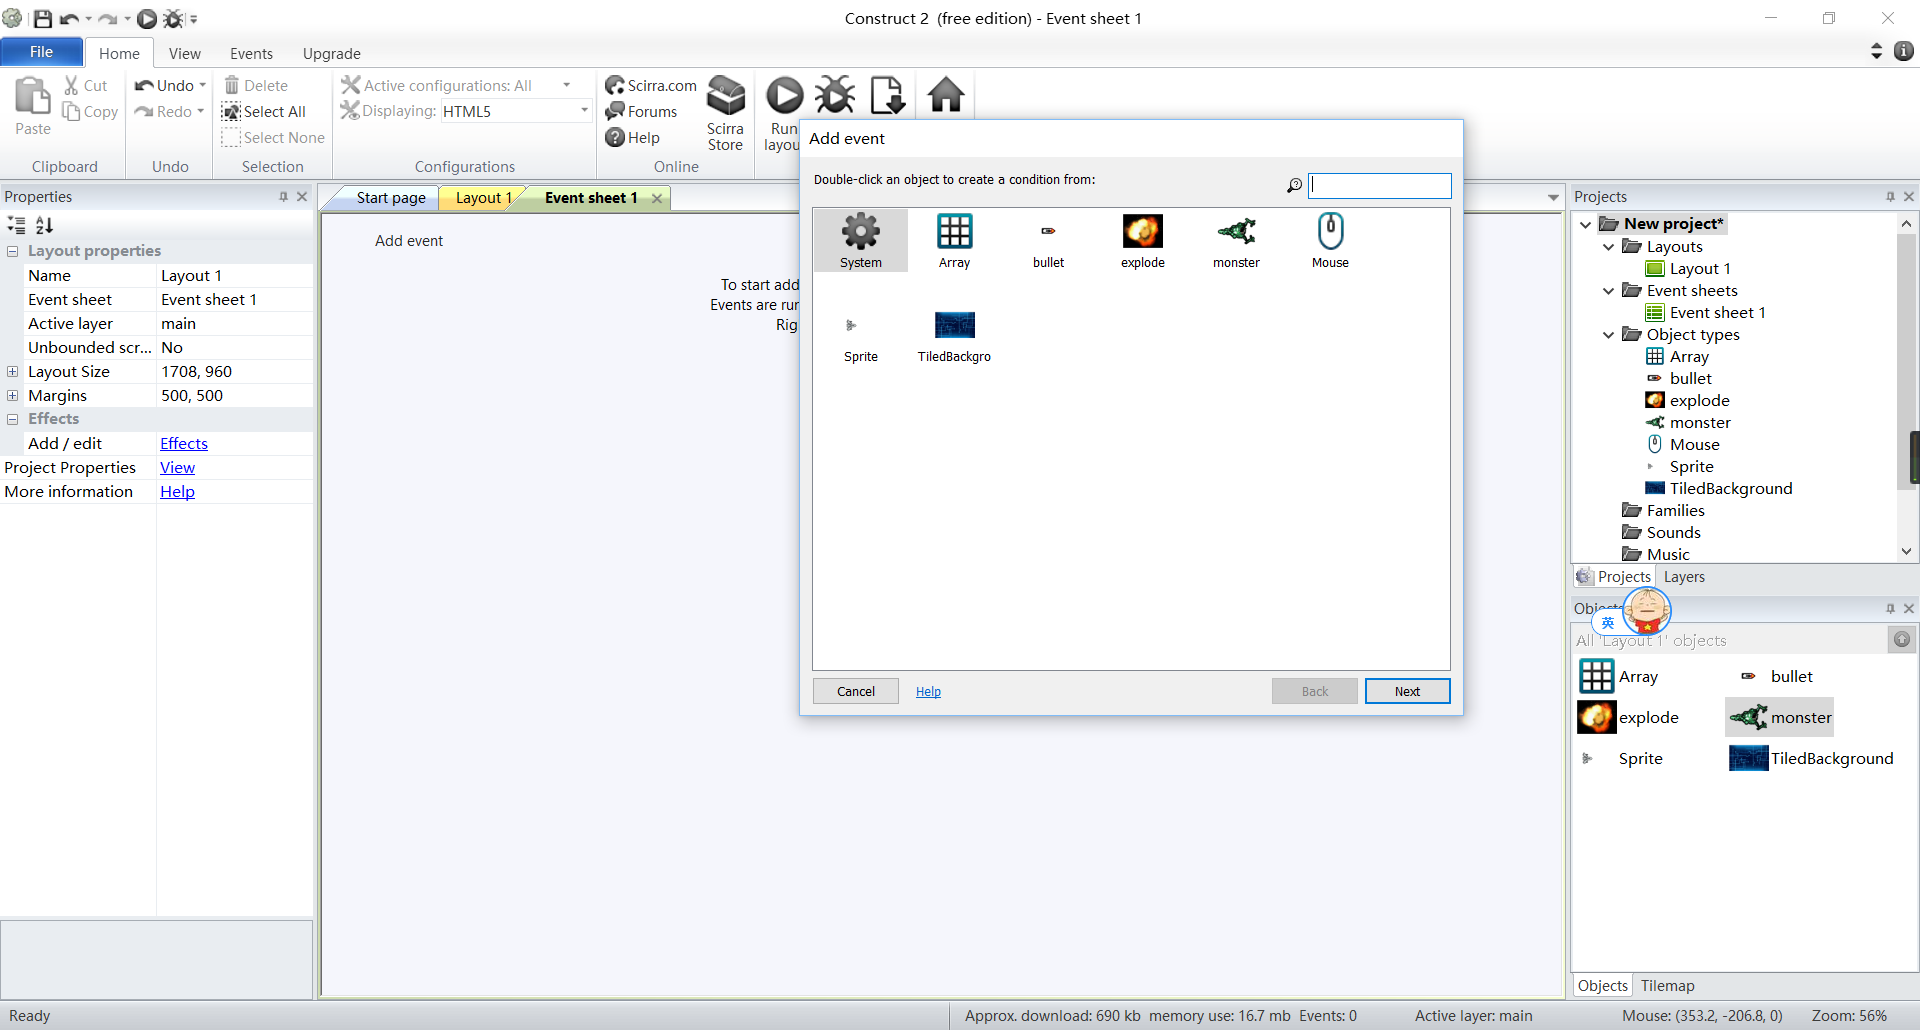 Construct 2  (free edition) - Event sheet 1
File
Home
View
Events
Upgrade
Paste
Cut
Copy
Clipboard
Undo
Redo
Undo
Delete
Select All
Select None
Selection
Active configurations: All
Displaying: HTML5
Configurations
Scirra.com
Forums
Help
Scirra
Store
Online
Run
layou
Properties
Layout properties
Name Layout 1
Event sheet Event sheet 1
Active layer main
Unbounded scr... No
Layout Size 1708, 960
Margins 500, 500
Effects
Add / edit Effects
Project Properties View
More information Help
Start page
Layout 1
Event sheet 1
Add event
To start add
Events are rur
Rig
Add event
Double-click an object to create a condition from:
System
Array
bullet
explode
monster
Mouse
Sprite
TiledBackgro
Cancel
Help
Back
Next
Projects
New project*
Layouts
Layout 1
Event sheets
Event sheet 1
Object types
Array
bullet
explode
monster
Mouse
Sprite
TiledBackground
Families
Sounds
Music
Projects
Layers
Objects
英
All 'Layout 1' objects
Array
bullet
explode
monster
Sprite
TiledBackground
Objects
Tilemap
Ready
Approx. download: 690 kb  memory use: 16.7 mb  Events: 0
Active layer: main
Mouse: (353.2, -206.8, 0)
Zoom: 56%